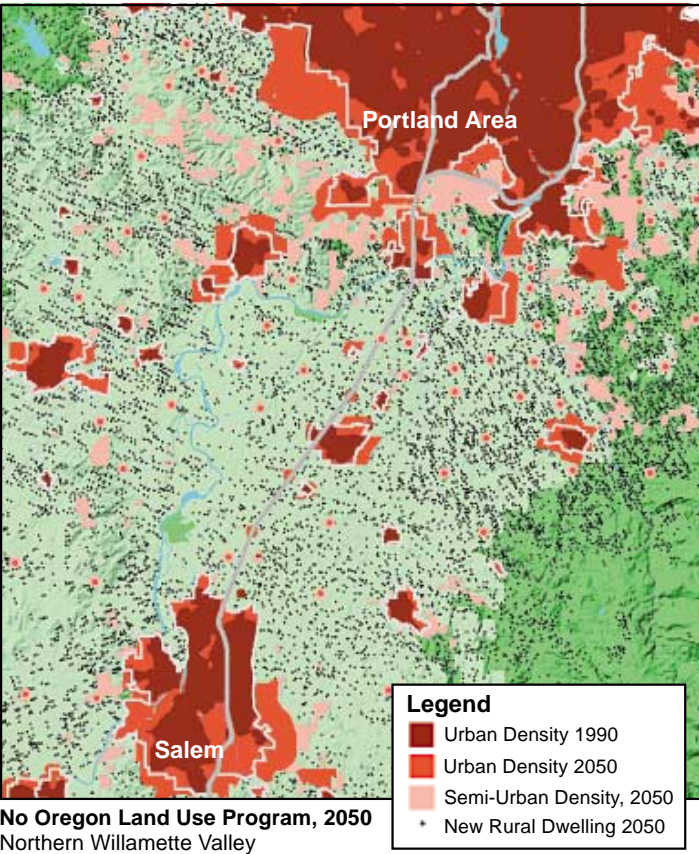 Portland Area
Salem
Legend
Urban Density 1990
Urban Density 2050
Semi-Urban Density, 2050
New Rural Dwelling 2050
No Oregon Land Use Program, 2050
Northern Willamette Valley